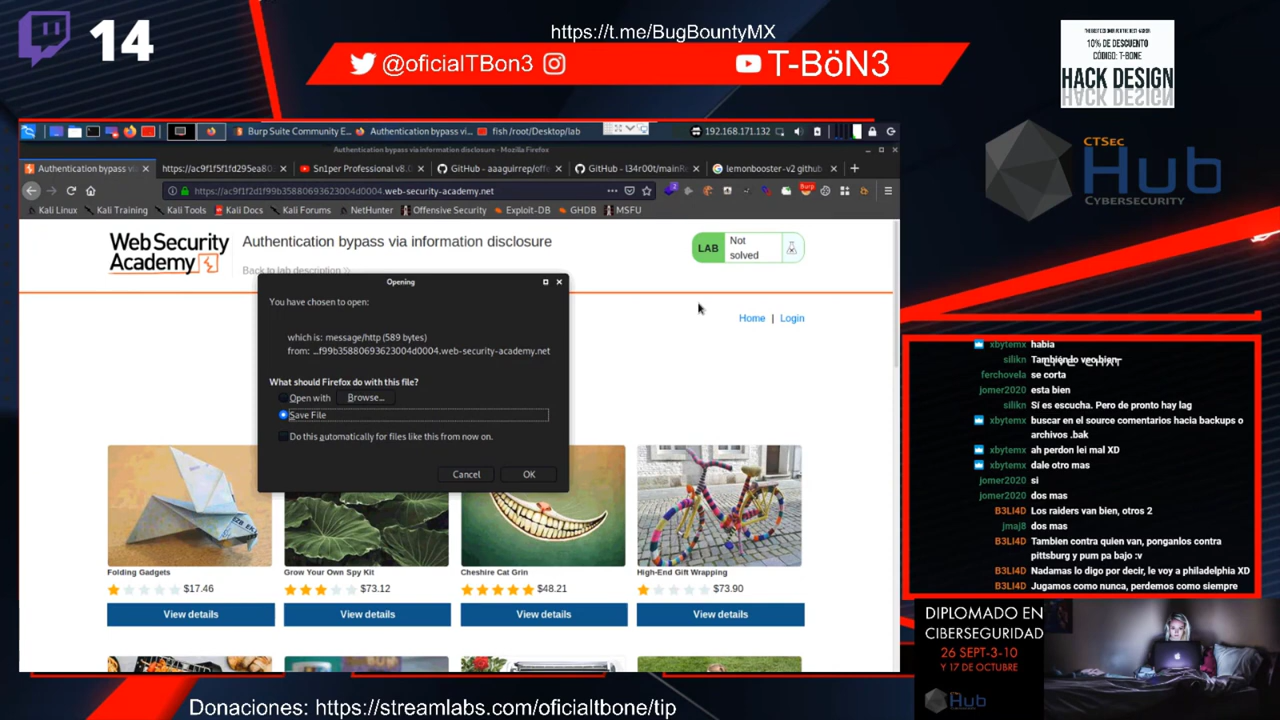 14
https://t.me/BugBountyMX
@oficialTBon3
T-BöN3
10% DE DESCUENTO
CÓDIGO: T-BONE
HACK DESIGN
CTSec
Hub
CYBERSECURITY
Burp Suite Community E...
Authentication bypass vi...
fish /root/Desktop/lab
192.168.171.132
Authentication bypass via information disclosure - Mozilla Firefox
Authentication bypass
https://ac9f1f5f1fd295ea80
Sn1per Professional v8.0
GitHub - aaaguirrep/offe
GitHub - l34r00t/mainRe
lemonbooster-v2 github
https://ac9f1f2d1f99b35880693623004d0004.web-security-academy.net
Kali Linux
Kali Training
Kali Tools
Kali Docs
Kali Forums
NetHunter
Offensive Security
Exploit-DB
GHDB
MSFU
Web Security
Academy
Authentication bypass via information disclosure
Back to lab description
LAB
Not
solved
Home | Login
Opening
You have chosen to open:
which is: message/http (589 bytes)
from: ...f99b35880693623004d0004.web-security-academy.net
What should Firefox do with this file?
Open with
Browse...
Save File
Do this automatically for files like this from now on.
Cancel
OK
Folding Gadgets
$17.46
View details
Grow Your Own Spy Kit
$73.12
View details
Cheshire Cat Grin
$48.21
View details
High-End Gift Wrapping
$73.90
View details
LIVE CHAT
xbytemx habia
silikn También lo veo bien
ferchovela se corta
jomer2020 esta bien
silikn Sí es escucha. Pero de pronto hay lag
xbytemx buscar en el source comentarios hacia backups o
archivos .bak
xbytemx ah perdon lei mal XD
xbytemx dale otro mas
jomer2020 si
jomer2020 dos mas
B3LI4D Los raiders van bien, otros 2
jmaj8 dos mas
B3LI4D Tambien contra quien van, ponganlos contra
pittsburg y pum pa bajo :v
B3LI4D Nadamas lo digo por decir, le voy a philadelphia XD
B3LI4D Jugamos como nunca, perdemos como siempre
DIPLOMADO EN
CIBERSEGURIDAD
26 SEPT-3-10
Y 17 DE OCTUBRE
Hub
Donaciones: https://streamlabs.com/oficialtbone/tip